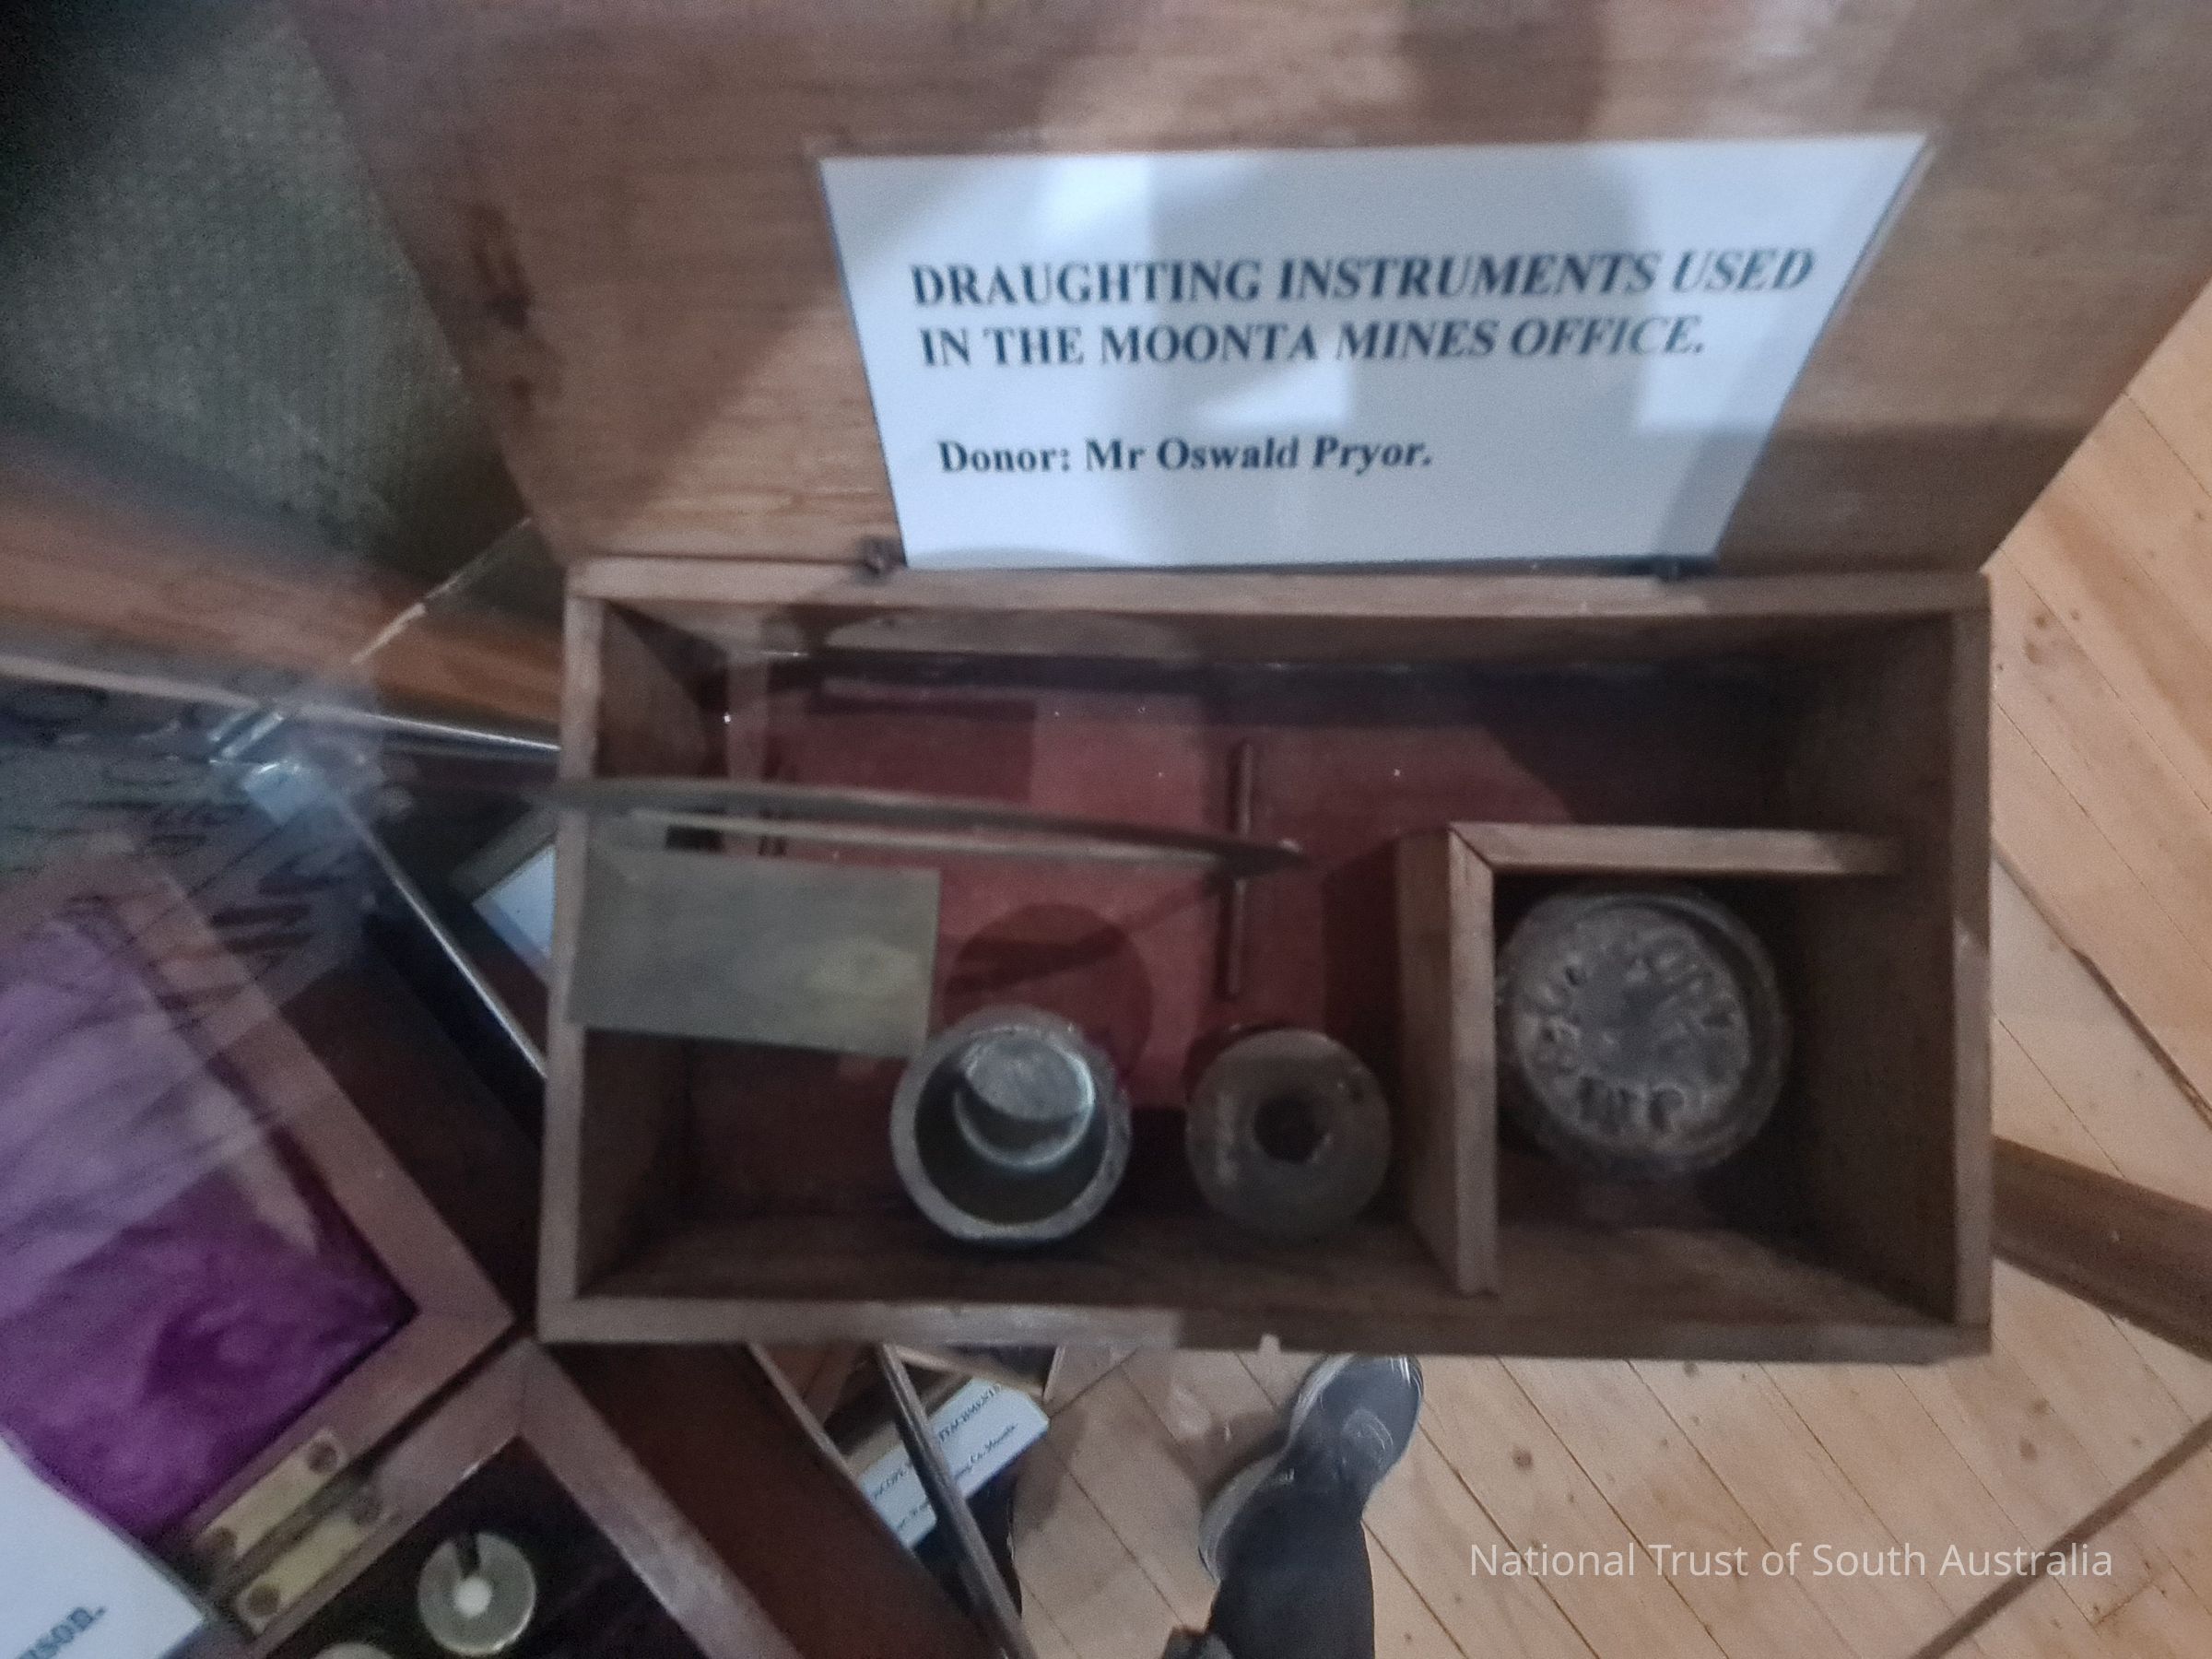 DRAUGHTING INSTRUMENTS USED
IN THE MOONTA MINES OFFICE.
Donor: Mr Oswald Pryor.
National Trust of South Australia